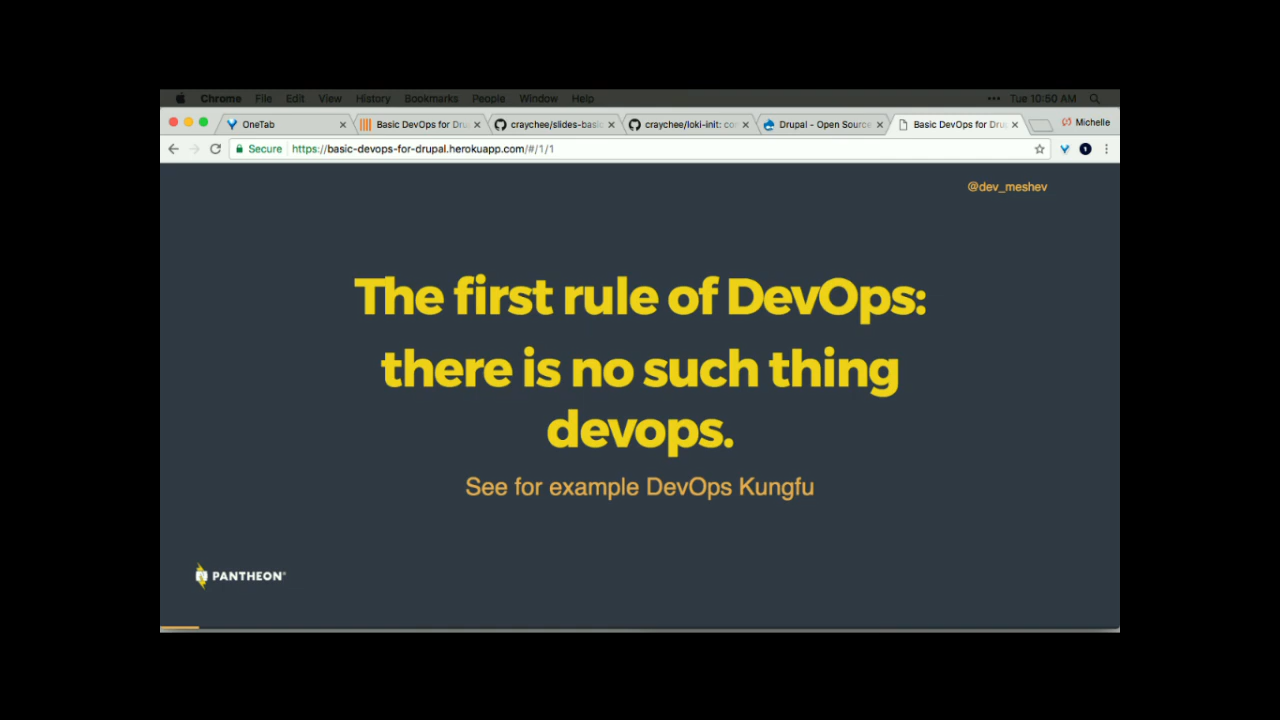 Chrome File Edit View History Bookmarks People Window Help ••• Tue 10:50 AM
OneTab Basic DevOps for Dru craychee/slides-basic craychee/loki-init: co Drupal - Open Source Basic DevOps for Dru Michelle
Secure https://basic-devops-for-drupal.herokuapp.com/#/1/1
@dev_meshev
The first rule of DevOps:
there is no such thing
devops.
See for example DevOps Kungfu
PANTHEON